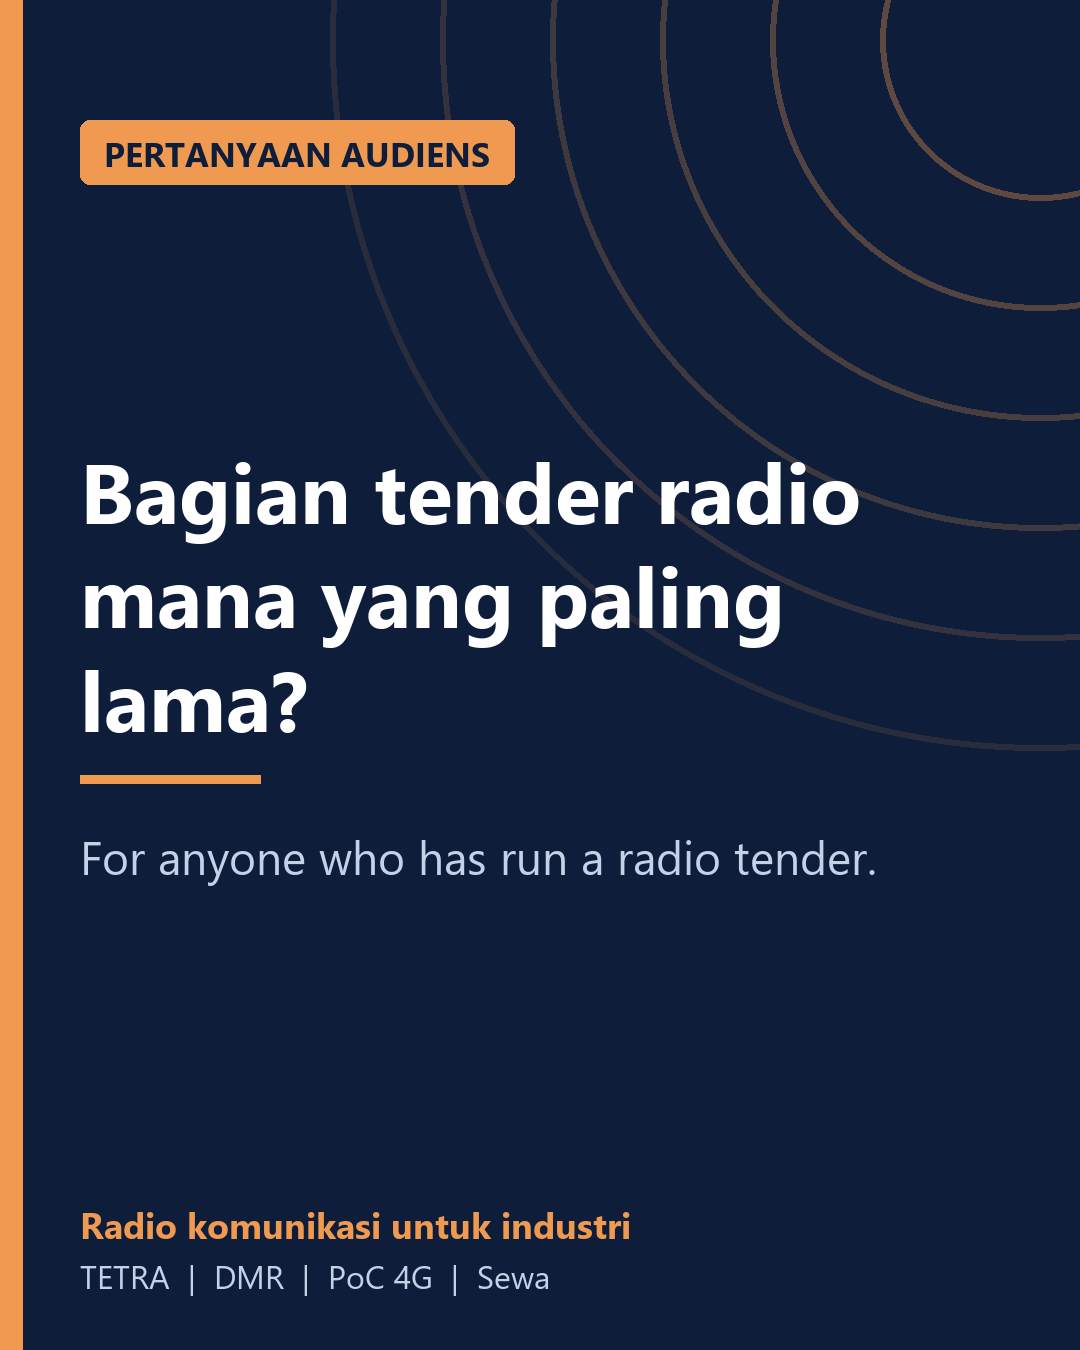 PERTANYAAN AUDIENS
Bagian tender radio
mana yang paling
lama?
For anyone who has run a radio tender.
Radio komunikasi untuk industri
TETRA | DMR | PoC 4G | Sewa